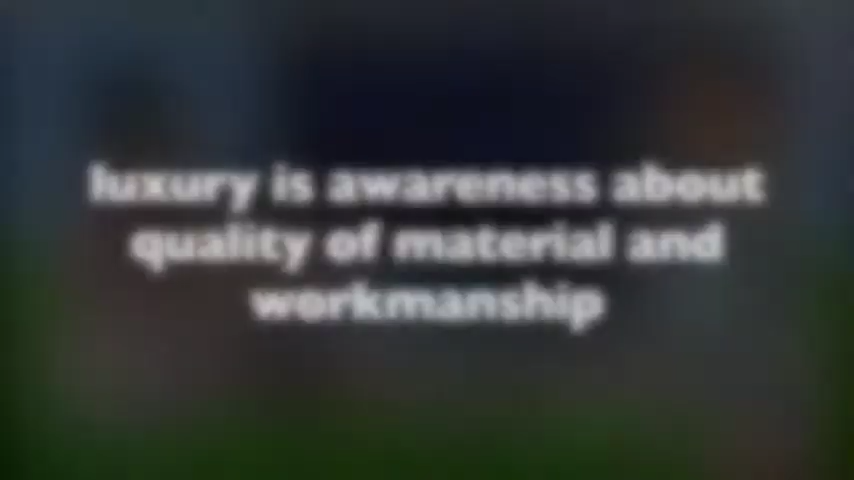 luxury is awareness about
quality of material and
workmanship